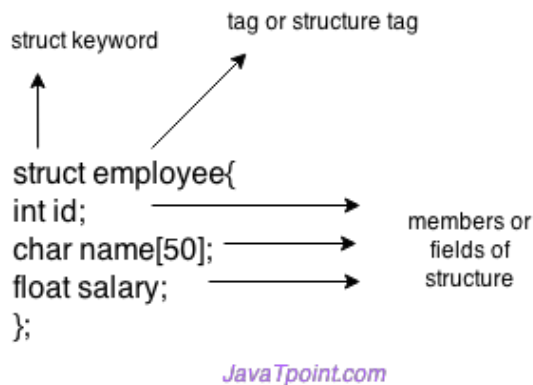 tag or structure tag
struct keyword
struct employee{
int id;
char name[50];
float salary;
};
members or
fields of
structure
JavaTpoint.com